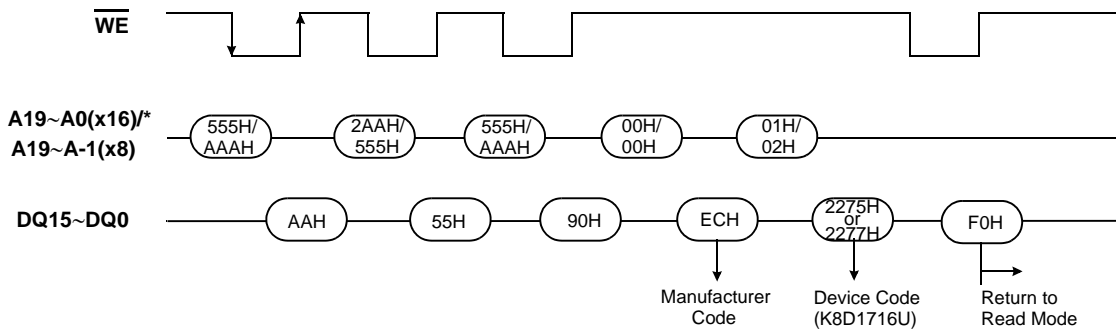 WE
A19~A0(x16)/*
A19~A-1(x8)
555H/
AAAH
2AAH/
555H
555H/
AAAH
00H/
00H
01H/
02H
DQ15~DQ0
AAH
55H
90H
ECH
2275H
or
2277H
F0H
Manufacturer
Code
Device Code
(K8D1716U)
Return to
Read Mode